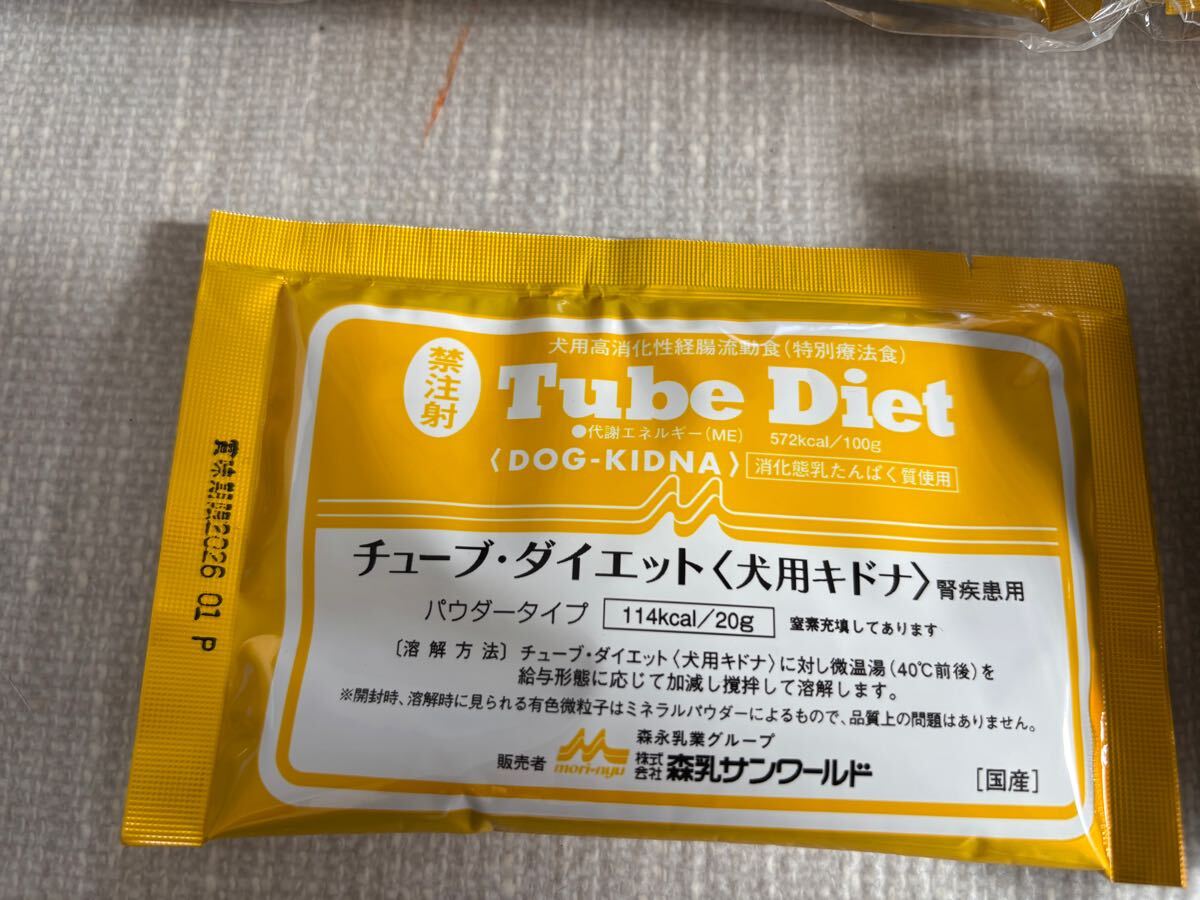 犬用高消化性経腸流動食(特別療法食)
禁注射
Tube Diet
●代謝エネルギー(ME) 572kcal/100g
〈DOG-KIDNA〉 消化態乳たんぱく質使用
チューブ・ダイエット〈犬用キドナ〉腎疾患用
パウダータイプ 114kcal/20g 窒素充填してあります
〔溶解方法〕チューブ・ダイエット〈犬用キドナ〉に対し微温湯(40℃前後)を
給与形態に応じて加減し撹拌して溶解します。
※開封時、溶解時に見られる有色微粒子はミネラルパウダーによるもので、品質上の問題はありません。
森永乳業グループ
販売者 mori-nyu 株式会社 森乳サンワールド
[国産]
賞味期限2026 01 P